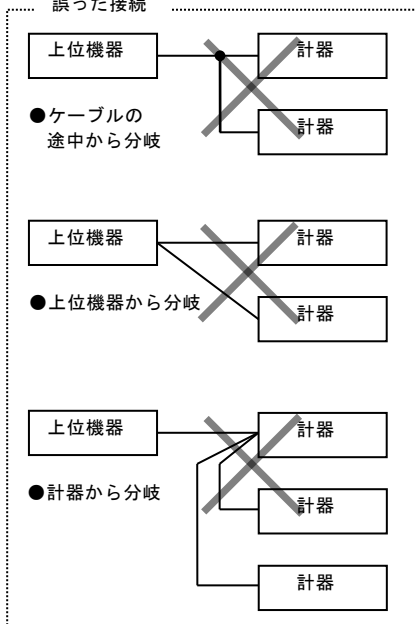 誤った接続
上位機器
計器
●ケーブルの
途中から分岐
計器
上位機器
計器
●上位機器から分岐
計器
上位機器
計器
●計器から分岐
計器
計器